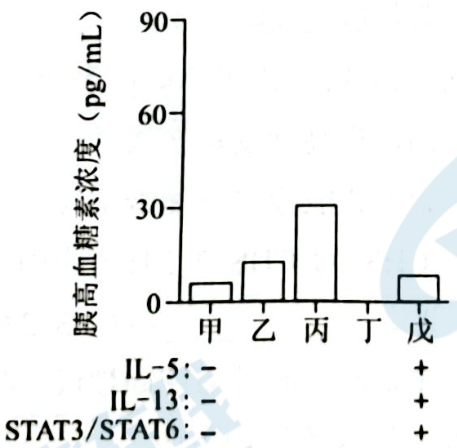 胰高血糖素浓度（pg/mL）
90
60
30
0
甲 乙 丙 丁 戊
IL-5: - +
IL-13: - +
STAT3/STAT6: - +